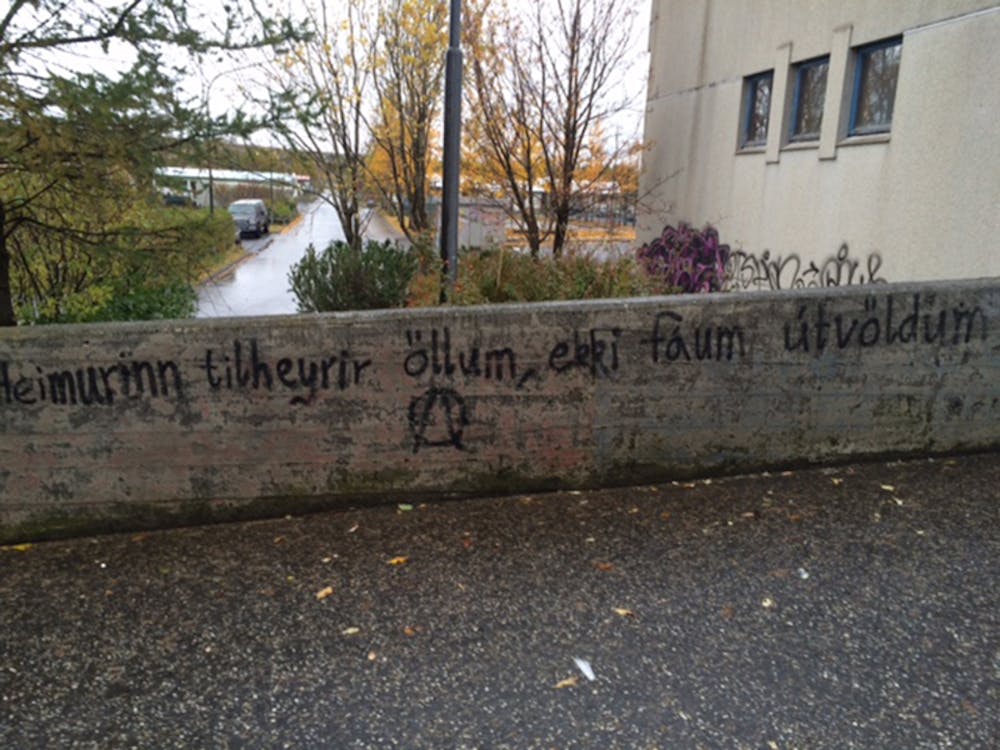 Heimurinn tilheyrir öllum, ekki fáum útvöldum
A